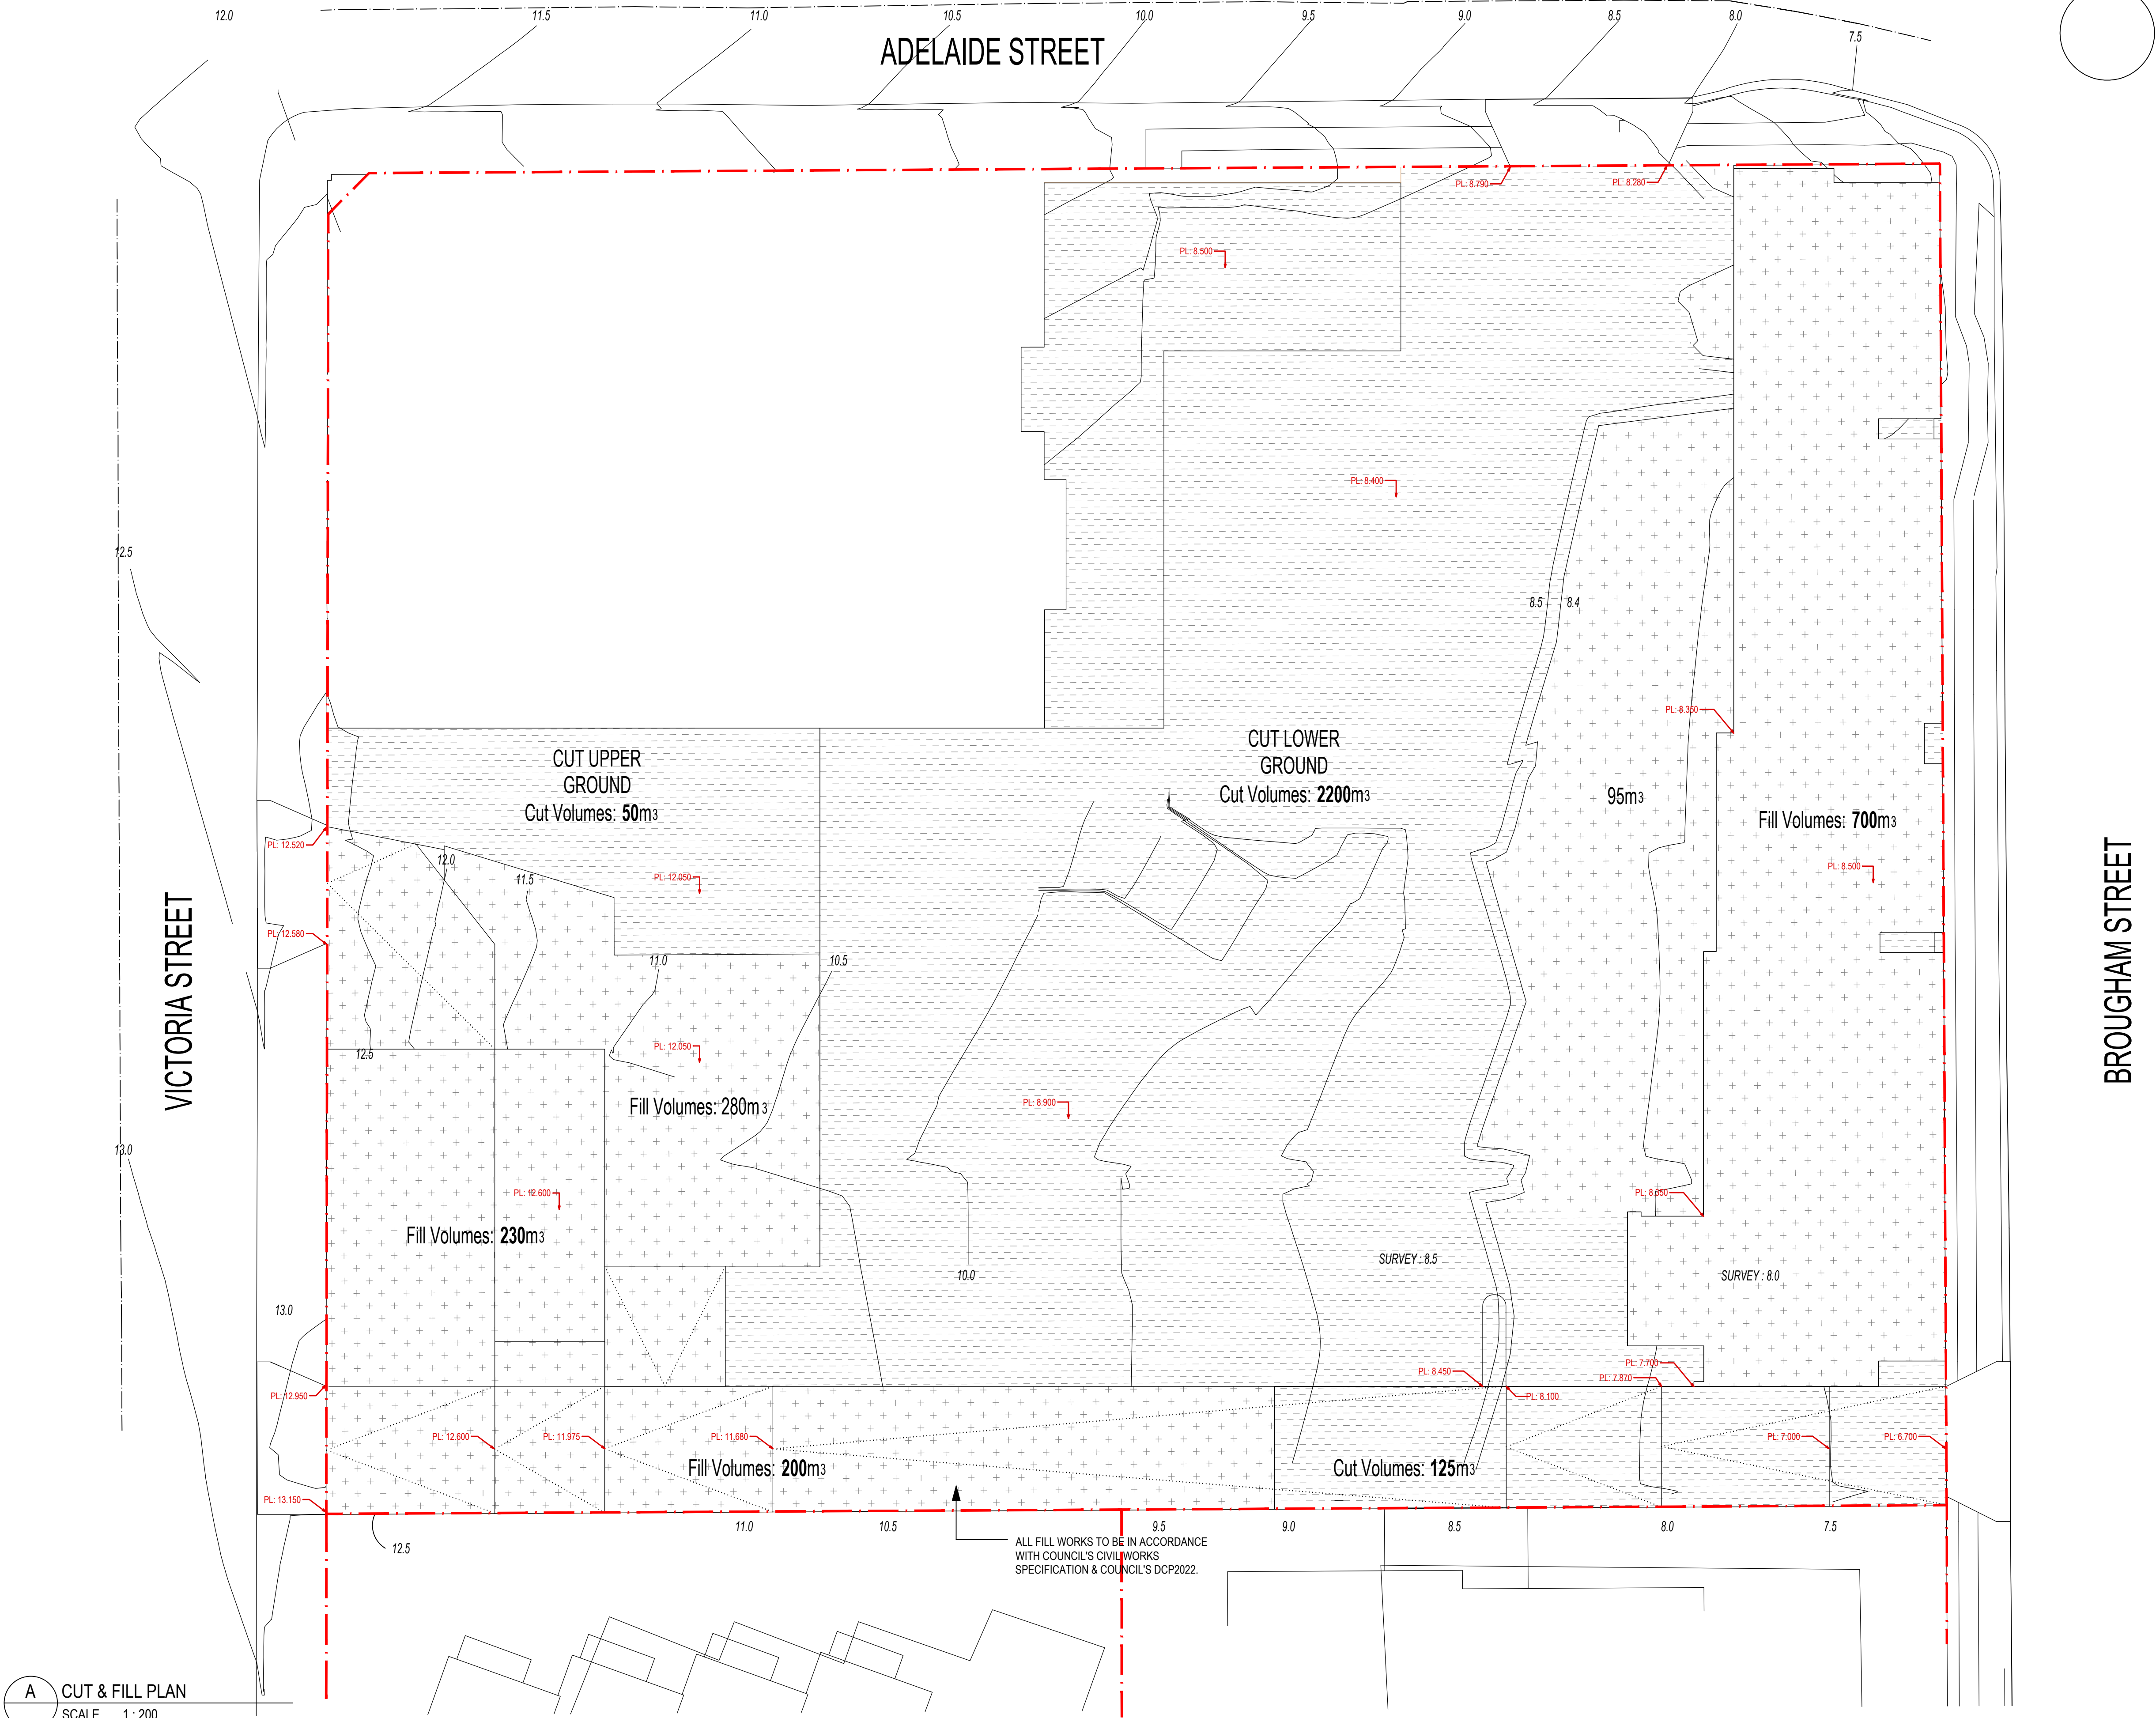 12.0
11.5
11.0
10.5
10.0
9.5
9.0
8.5
8.0
7.5
ADELAIDE STREET
PL: 8.790
PL: 8.280
PL: 8.500
PL: 8.400
12.5
8.5
8.4
PL: 8.350
CUT UPPER
GROUND
Cut Volumes: 50m3
CUT LOWER
GROUND
Cut Volumes: 2200m3
95m3
Fill Volumes: 700m3
PL: 12.520
12.0
11.5
PL: 12.050
PL: 8.500
VICTORIA STREET
BROUGHAM STREET
PL: 12.580
11.0
10.5
12.5
PL: 12.050
Fill Volumes: 280m3
PL: 8.900
13.0
PL: 12.600
PL: 8.350
Fill Volumes: 230m3
SURVEY : 8.5
SURVEY : 8.0
10.0
13.0
PL: 12.950
PL: 8.450
PL: 8.100
PL: 7.700
PL: 7.870
PL: 12.600
PL: 11.975
PL: 11.680
PL: 7.000
PL: 6.700
Fill Volumes: 200m3
Cut Volumes: 125m3
PL: 13.150
12.5
11.0
10.5
9.5
9.0
8.5
8.0
7.5
ALL FILL WORKS TO BE IN ACCORDANCE
WITH COUNCIL'S CIVIL WORKS
SPECIFICATION & COUNCIL'S DCP2022.
A
CUT & FILL PLAN
SCALE 1 : 200